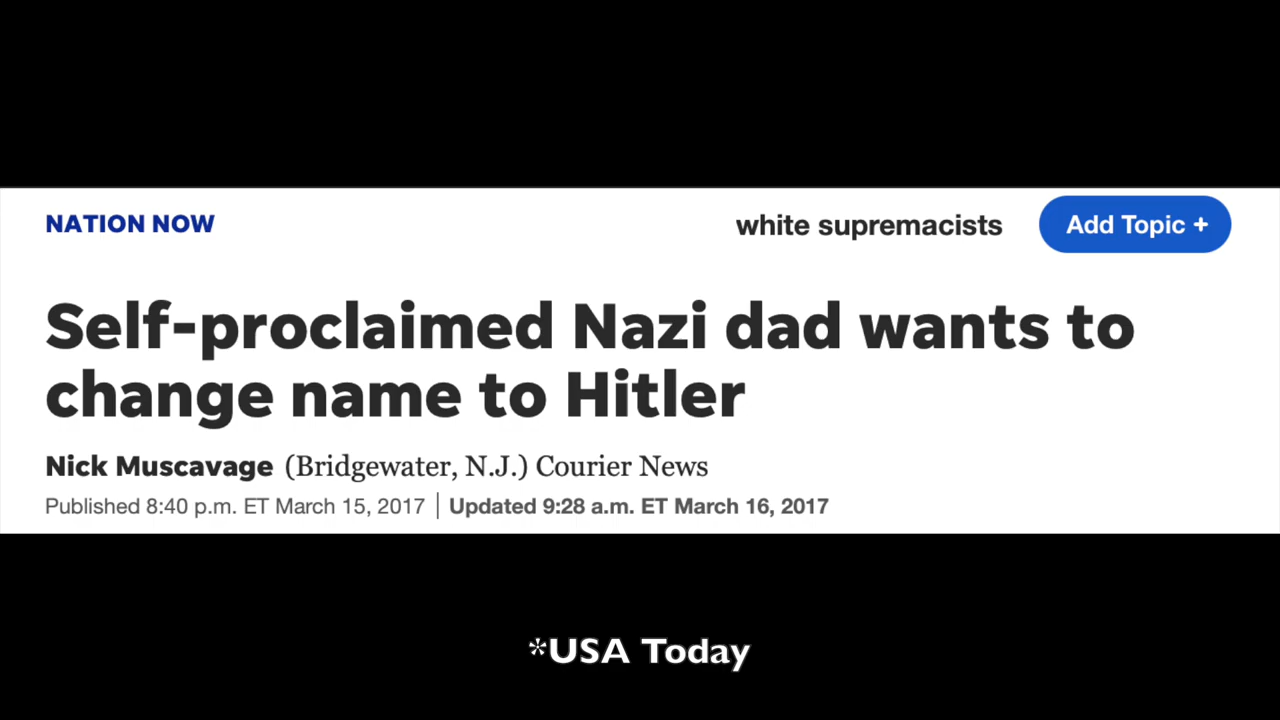 NATION NOW
white supremacists
Add Topic +
Self-proclaimed Nazi dad wants to
change name to Hitler
Nick Muscavage (Bridgewater, N.J.) Courier News
Published 8:40 p.m. ET March 15, 2017 | Updated 9:28 a.m. ET March 16, 2017
*USA Today